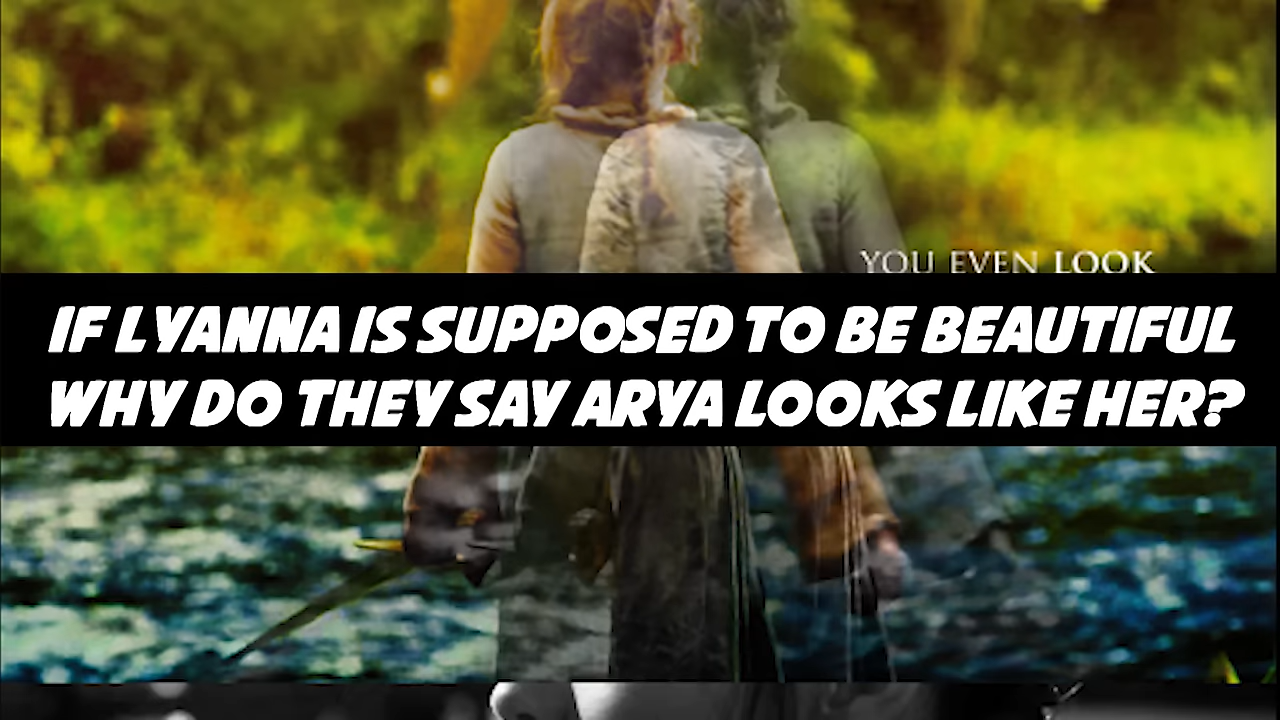 YOU EVEN LOOK
IF LYANNA IS SUPPOSED TO BE BEAUTIFUL
WHY DO THEY SAY ARYA LOOKS LIKE HER?